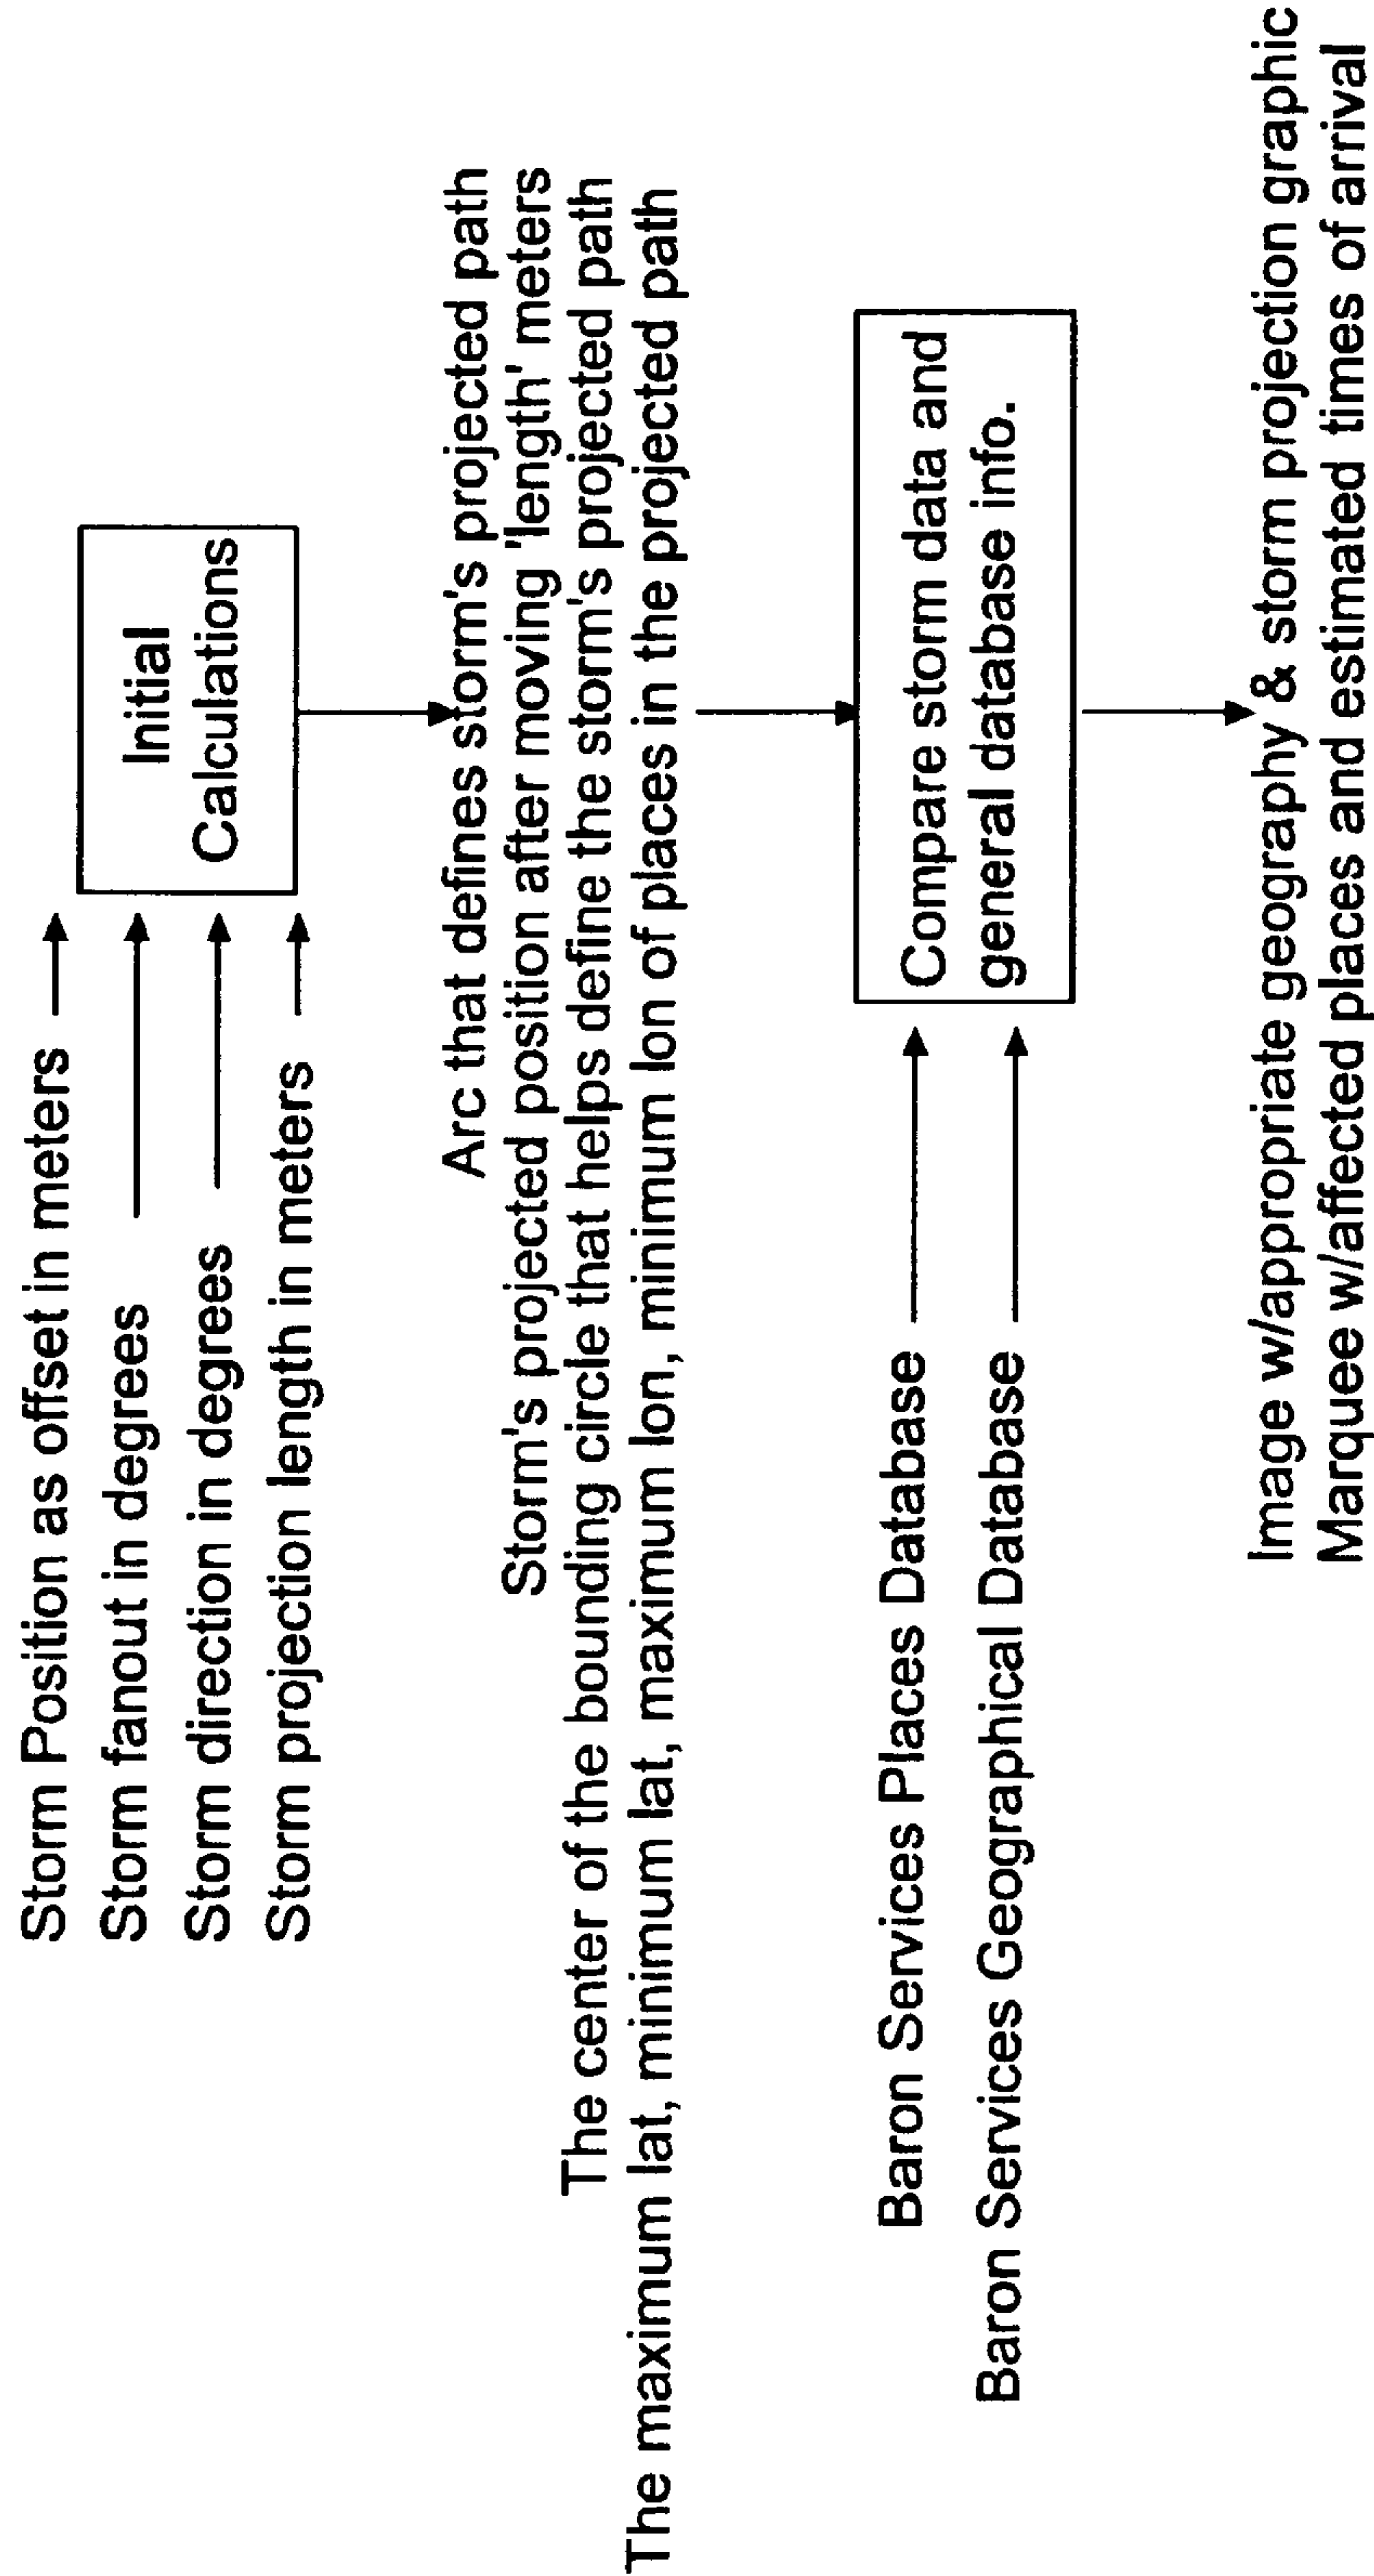 Storm Position as offset in meters
Storm fanout in degrees
Storm direction in degrees
Storm projection length in meters
Initial
Calculations
Arc that defines storm's projected path
Storm's projected position after moving 'length' meters
The center of the bounding circle that helps define the storm's projected path
The maximum lat, minimum lat, maximum lon, minimum lon of places in the projected path
Baron Services Places Database
Baron Services Geographical Database
Compare storm data and
general database info.
Image w/appropriate geography & storm projection graphic
Marquee w/affected places and estimated times of arrival